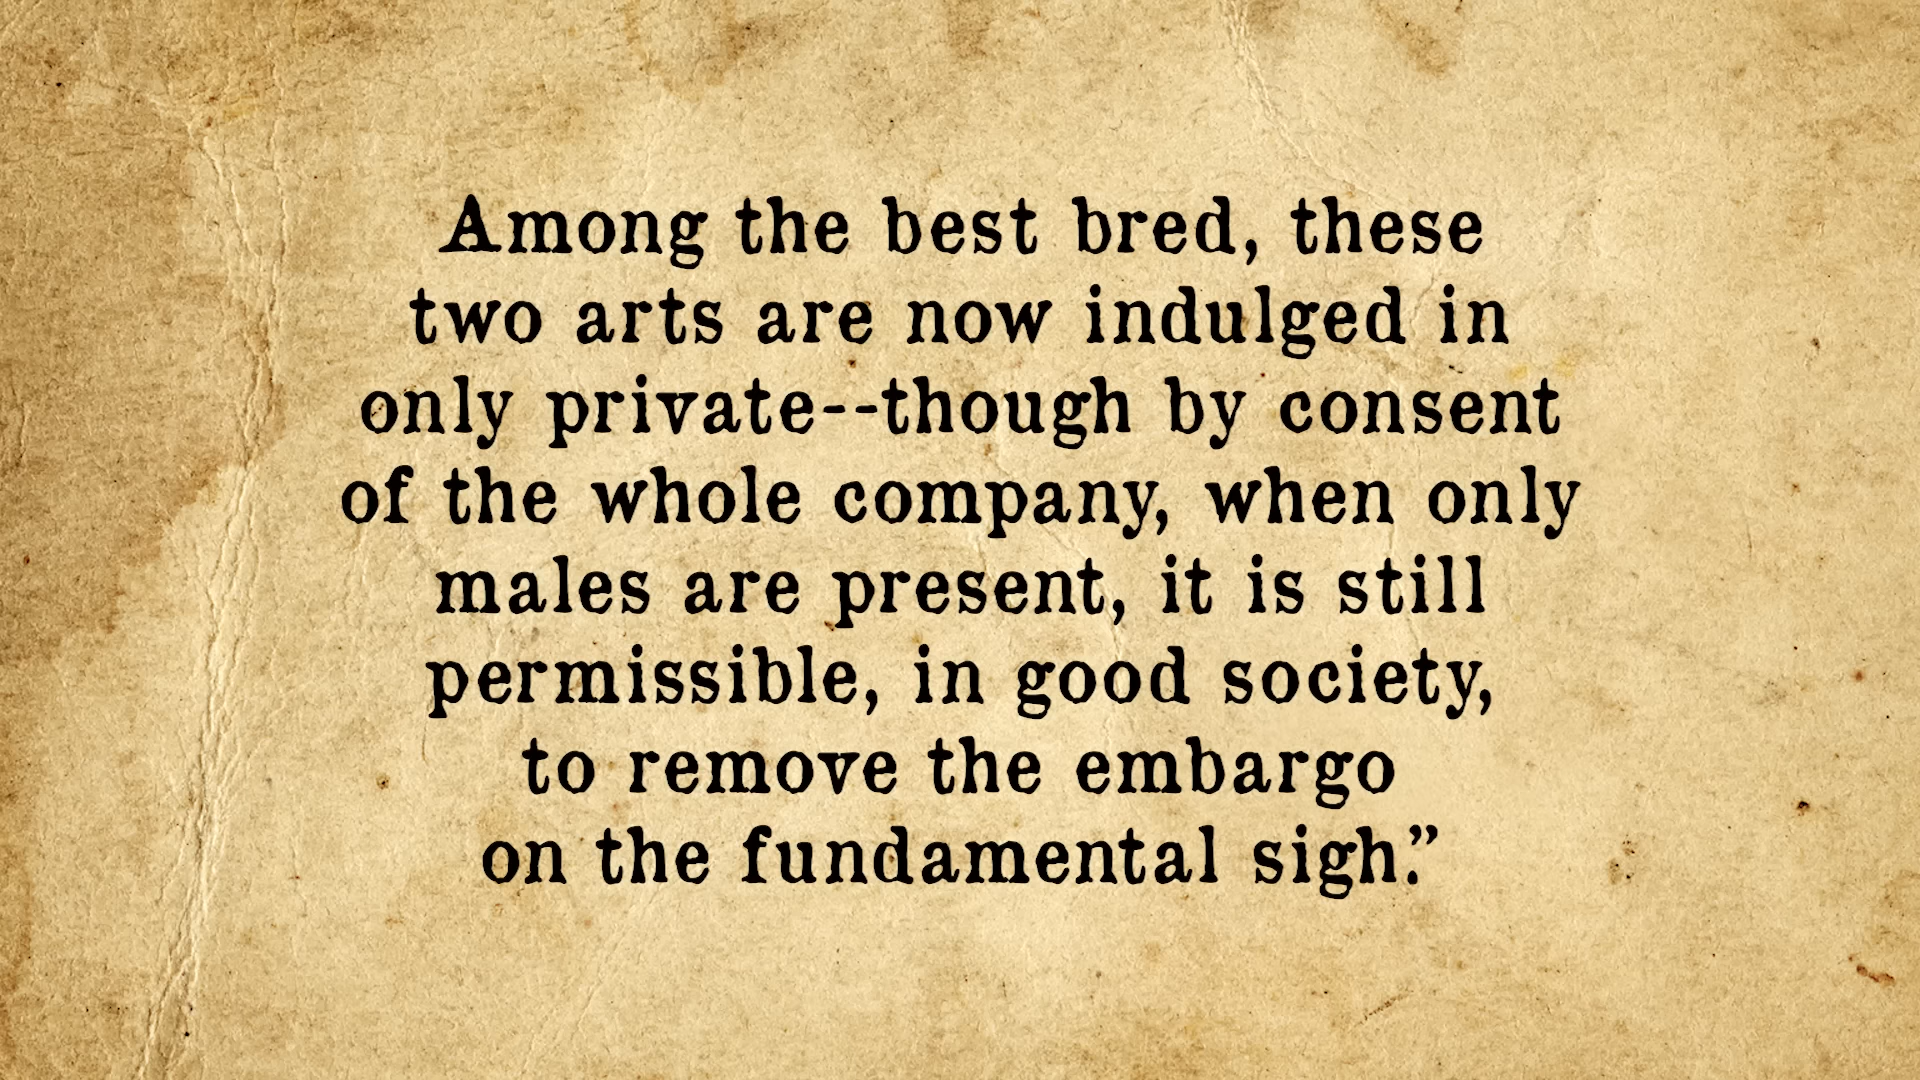 Among the best bred, these
two arts are now indulged in
only private--though by consent
of the whole company, when only
males are present, it is still
permissible, in good society,
to remove the embargo
on the fundamental sigh.”